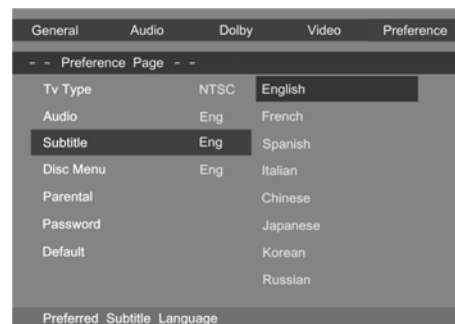 General Audio Dolby Video Preference
- - Preference Page - -
Tv Type NTSC English
Audio Eng French
Subtitle Eng Spanish
Disc Menu Eng Italian
Parental Chinese
Password Japanese
Default Korean
Russian
Preferred Subtitle Language